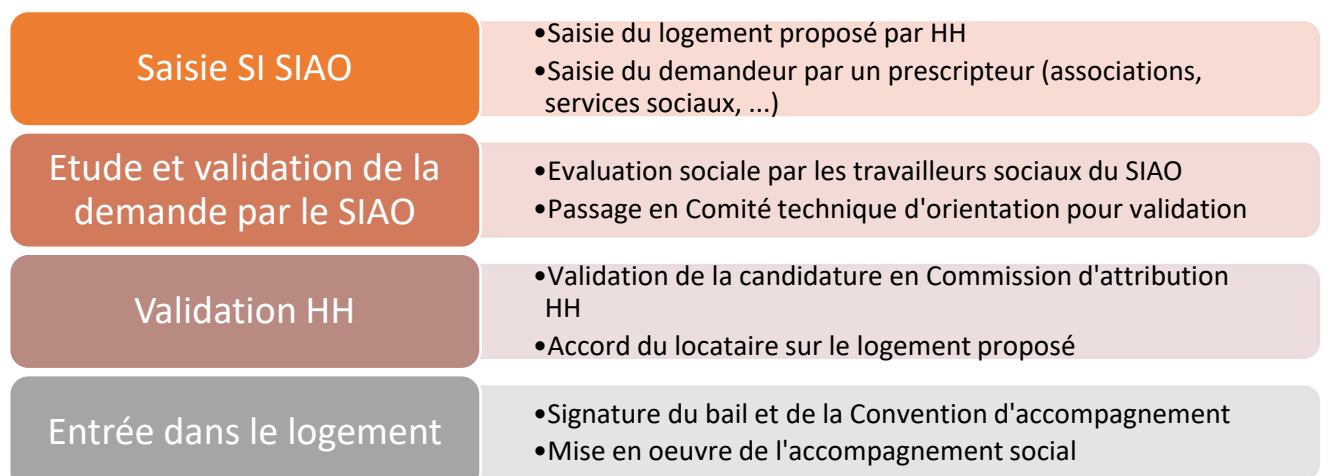 Saisie SI SIAO
•Saisie du logement proposé par HH
•Saisie du demandeur par un prescripteur (associations,
services sociaux, ...)
Etude et validation de la
demande par le SIAO
•Evaluation sociale par les travailleurs sociaux du SIAO
•Passage en Comité technique d'orientation pour validation
Validation HH
•Validation de la candidature en Commission d'attribution
HH
•Accord du locataire sur le logement proposé
Entrée dans le logement
•Signature du bail et de la Convention d'accompagnement
•Mise en oeuvre de l'accompagnement social